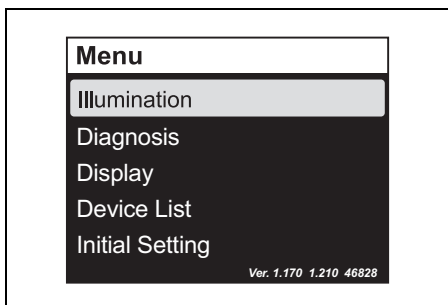 Menu
Illumination
Diagnosis
Display
Device List
Initial Setting
Ver. 1.170 1.210 46828